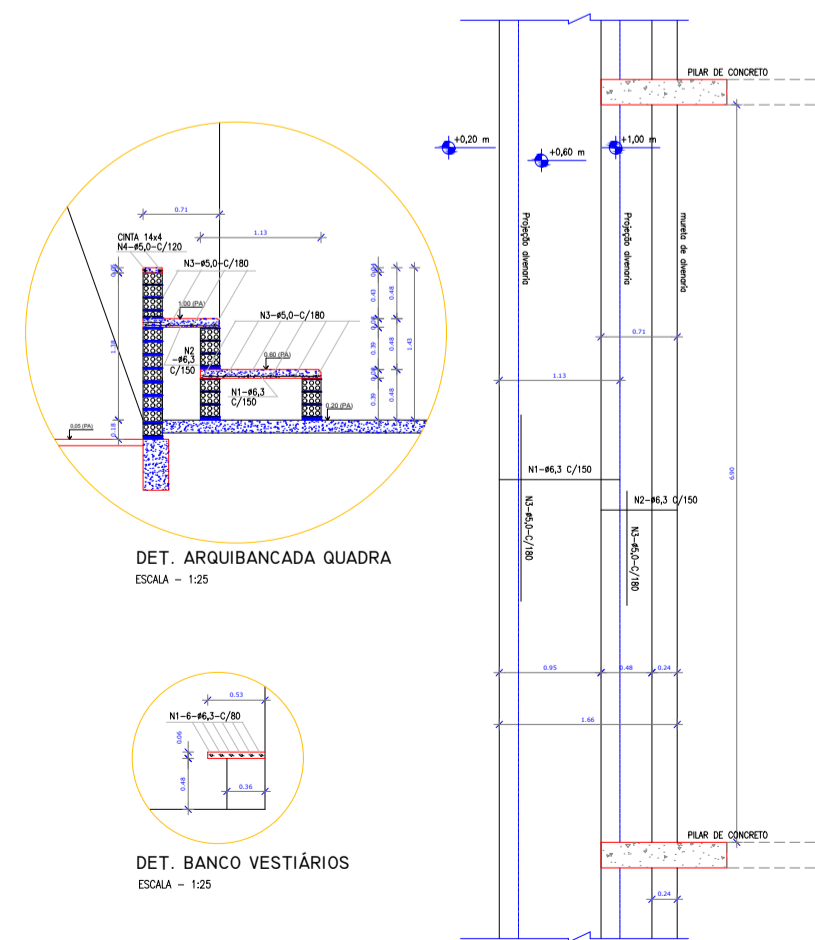 PILAR DE CONCRETO
+0,20 m
+0,60 m
+1,00 m
Projeção alvenaria
Projeção alvenaria
mureta de alvenaria
0.71
1.13
CINTA 14x4
N4-ø5,0-C/120
N3-ø5,0-C/180
1.00 (PA)
N3-ø5,0-C/180
N2
-ø6,3
C/150
0.60 (PA)
N1-ø6,3
C/150
0.20 (PA)
0.05 (PA)
0.05
1.38
0.18
0.43
0.39
0.39
0.48
0.48
0.48
1.43
DET. ARQUIBANCADA QUADRA
ESCALA - 1:25
0.71
1.13
N1-ø6,3 C/150
N2-ø6,3 C/150
N3-ø5,0-C/180
N3-ø5,0-C/180
6.90
0.95
0.48
0.24
1.66
0.53
N1-6-ø6,3-C/80
0.06
0.48
0.36
DET. BANCO VESTIÁRIOS
ESCALA - 1:25
PILAR DE CONCRETO
0.24